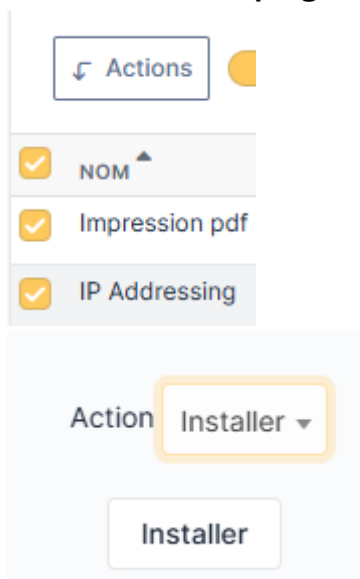 Actions
NOM
Impression pdf
IP Addressing
Action Installer
Installer